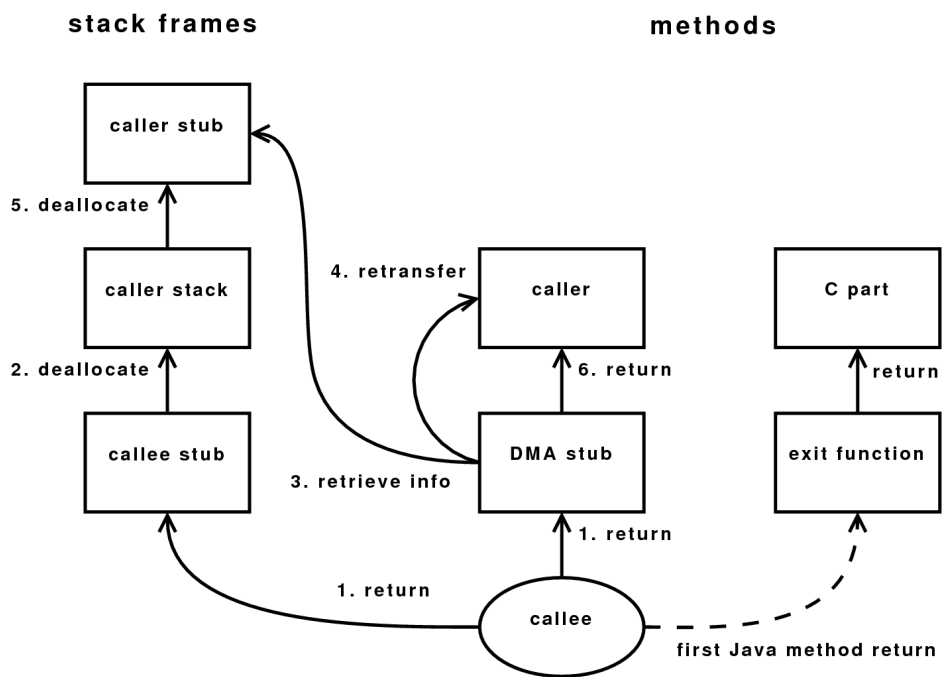 stack frames
methods
caller stub
5. deallocate
4. retransfer
caller stack
caller
C part
2. deallocate
6. return
return
callee stub
DMA stub
exit function
3. retrieve info
1. return
1. return
callee
first Java method return